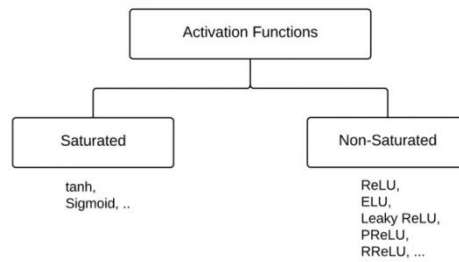 Activation Functions
Saturated
Non-Saturated
tanh,
Sigmoid, ..
ReLU,
ELU,
Leaky ReLU,
PReLU,
RReLU, ...